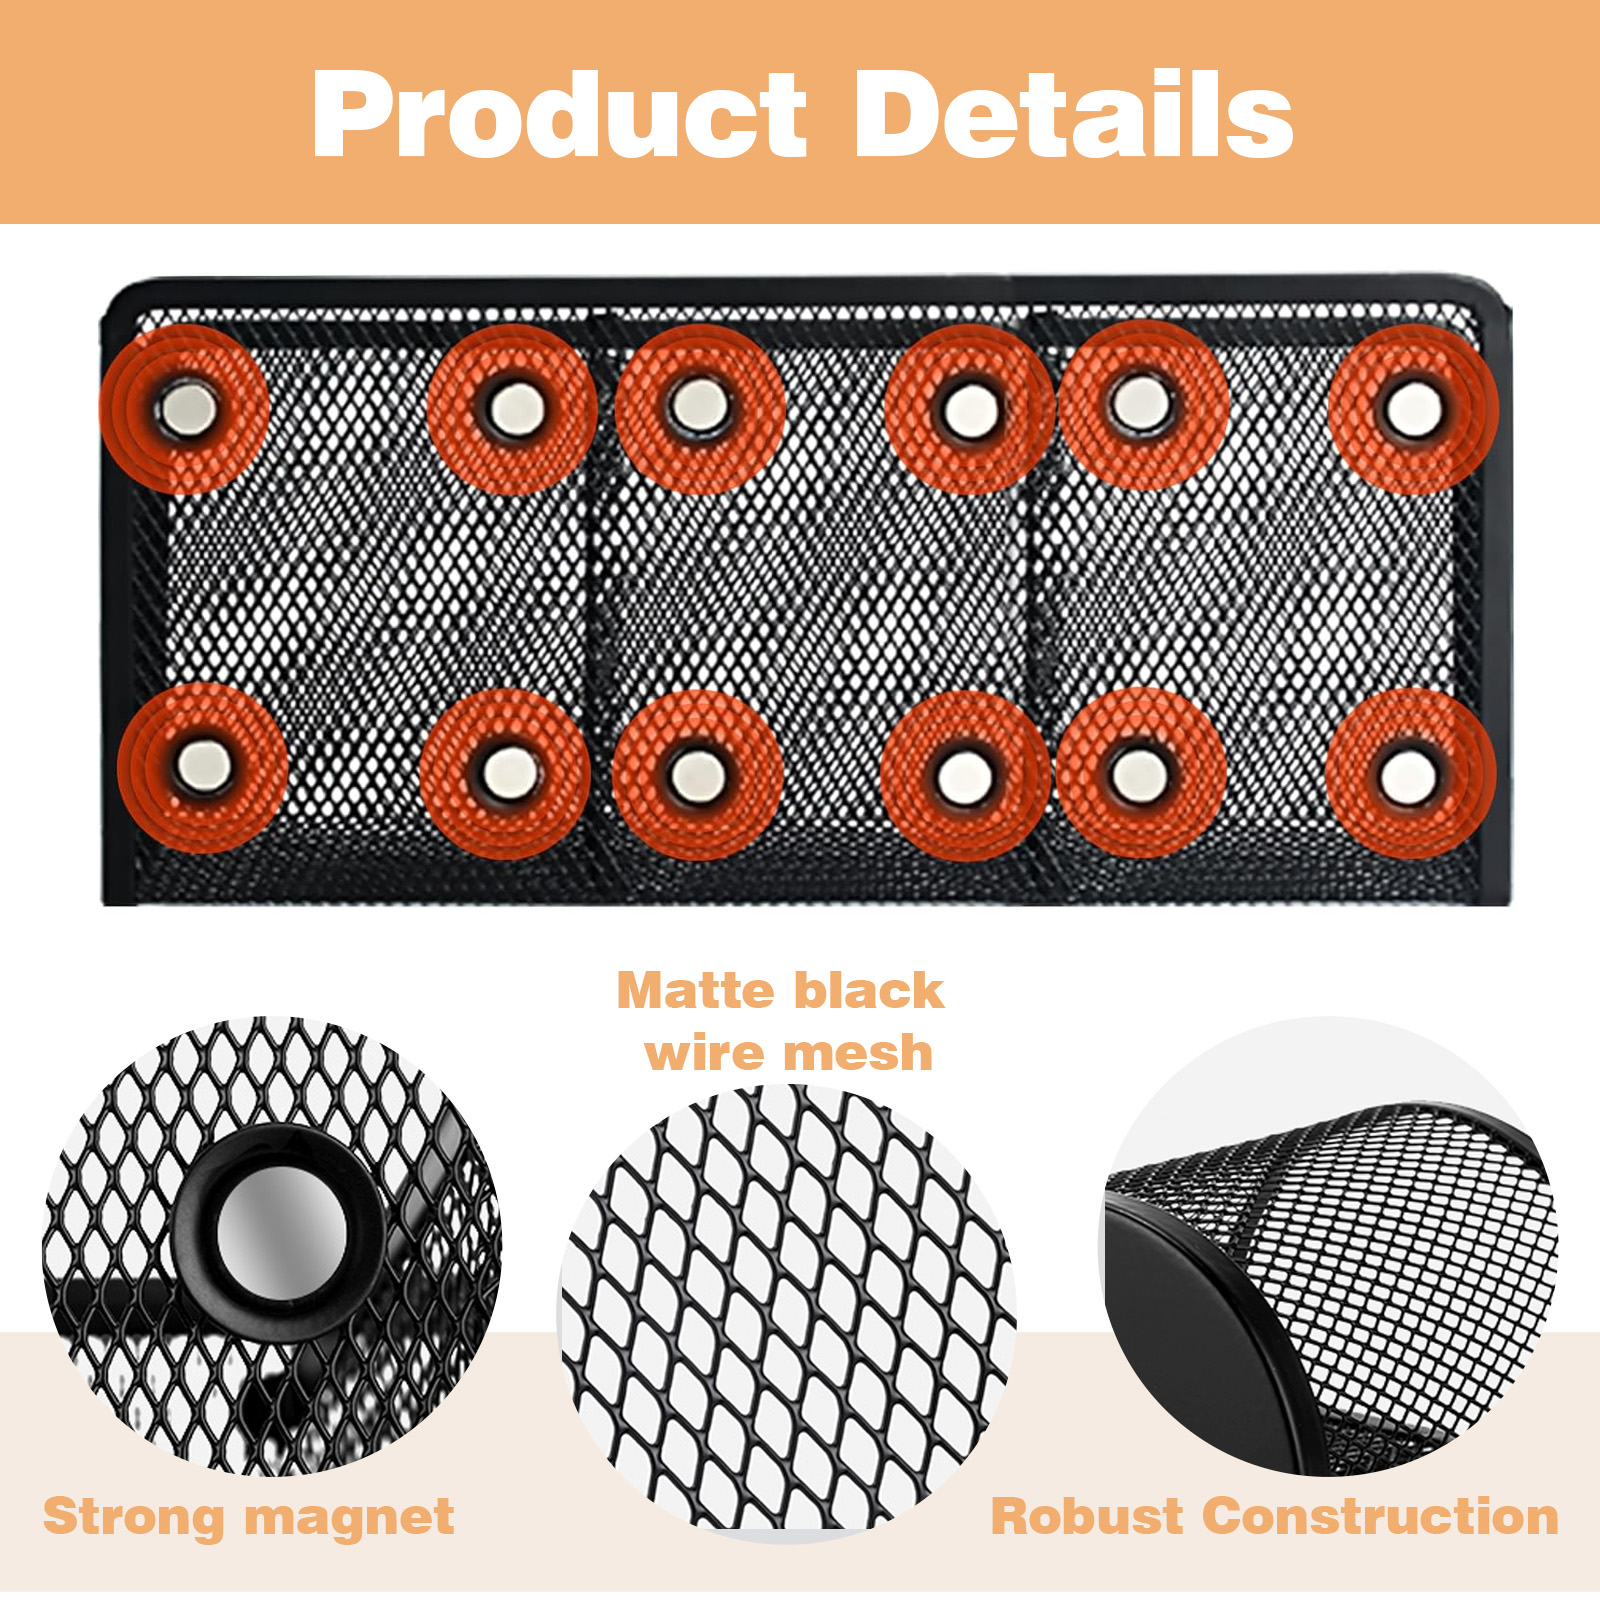 Product Details
Matte black
wire mesh
Strong magnet
Robust Construction